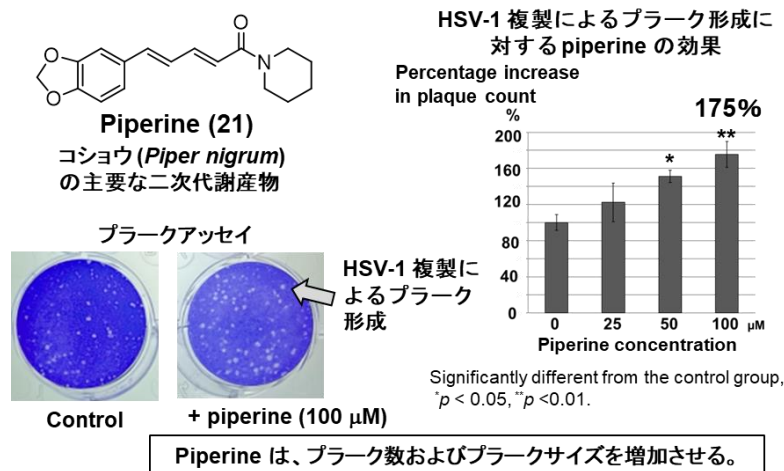 O
O
O
N
Piperine (21)
コショウ (Piper nigrum)
の主要な二次代謝産物
プラークアッセイ
Control
+ piperine (100 μM)
HSV-1 複製に
よるプラーク
形成
HSV-1 複製によるプラーク形成に
対する piperine の効果
Percentage increase
in plaque count
%
175%
200
160
120
80
40
0
*
**
0 25 50 100 μM
Piperine concentration
Significantly different from the control group,
*p < 0.05, **p <0.01.
Piperine は、プラーク数およびプラークサイズを増加させる。